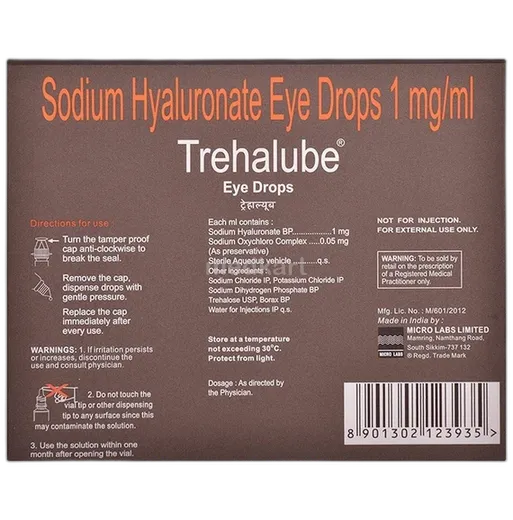 Sodium Hyaluronate Eye Drops 1 mg/ml
Trehalube®
Eye Drops
ट्रेहाल्यूब
Directions for use
Turn the tamper proof
cap anti-clockwise to
break the seal.
Remove the cap,
dispense drops with
gentle pressure.
Replace the cap
immediately after
every use.
WARNINGS: 1. If irritation persists
or increases, discontinue the
use and consult physician.
2. Do not touch the
vial tip or other dispensing
tip to any surface since this
may contaminate the solution.
3. Use the solution within one
month after opening the vial.
Each ml contains :
Sodium Hyaluronate BP..............1 mg
Sodium Oxychloro Complex .....0.05 mg
(As preservative)
Sterile aqueous vehicle ..............q.s.
Other Ingredients:
Sodium Chloride IP, Potassium Chloride IP
Sodium Dihydrogen Phosphate BP
Trehalose USP, Borax BP
Water for Injections IP q.s.
Store at a temperature
not exceeding 30°C.
Protect from light.
Dosage : As directed by
the Physician.
NOT FOR INJECTION.
FOR EXTERNAL USE ONLY.
WARNING: To be sold by
retail on the prescription
of a Registered Medical
Practitioner only.
Mfg. Lic. No. : M/601/2012
Made in India by :
MICRO LABS LIMITED
Mamring, Namthang Road,
South Sikkim-737 132
® Regd. Trade Mark
MICRO LABS
8 901302 123935 >